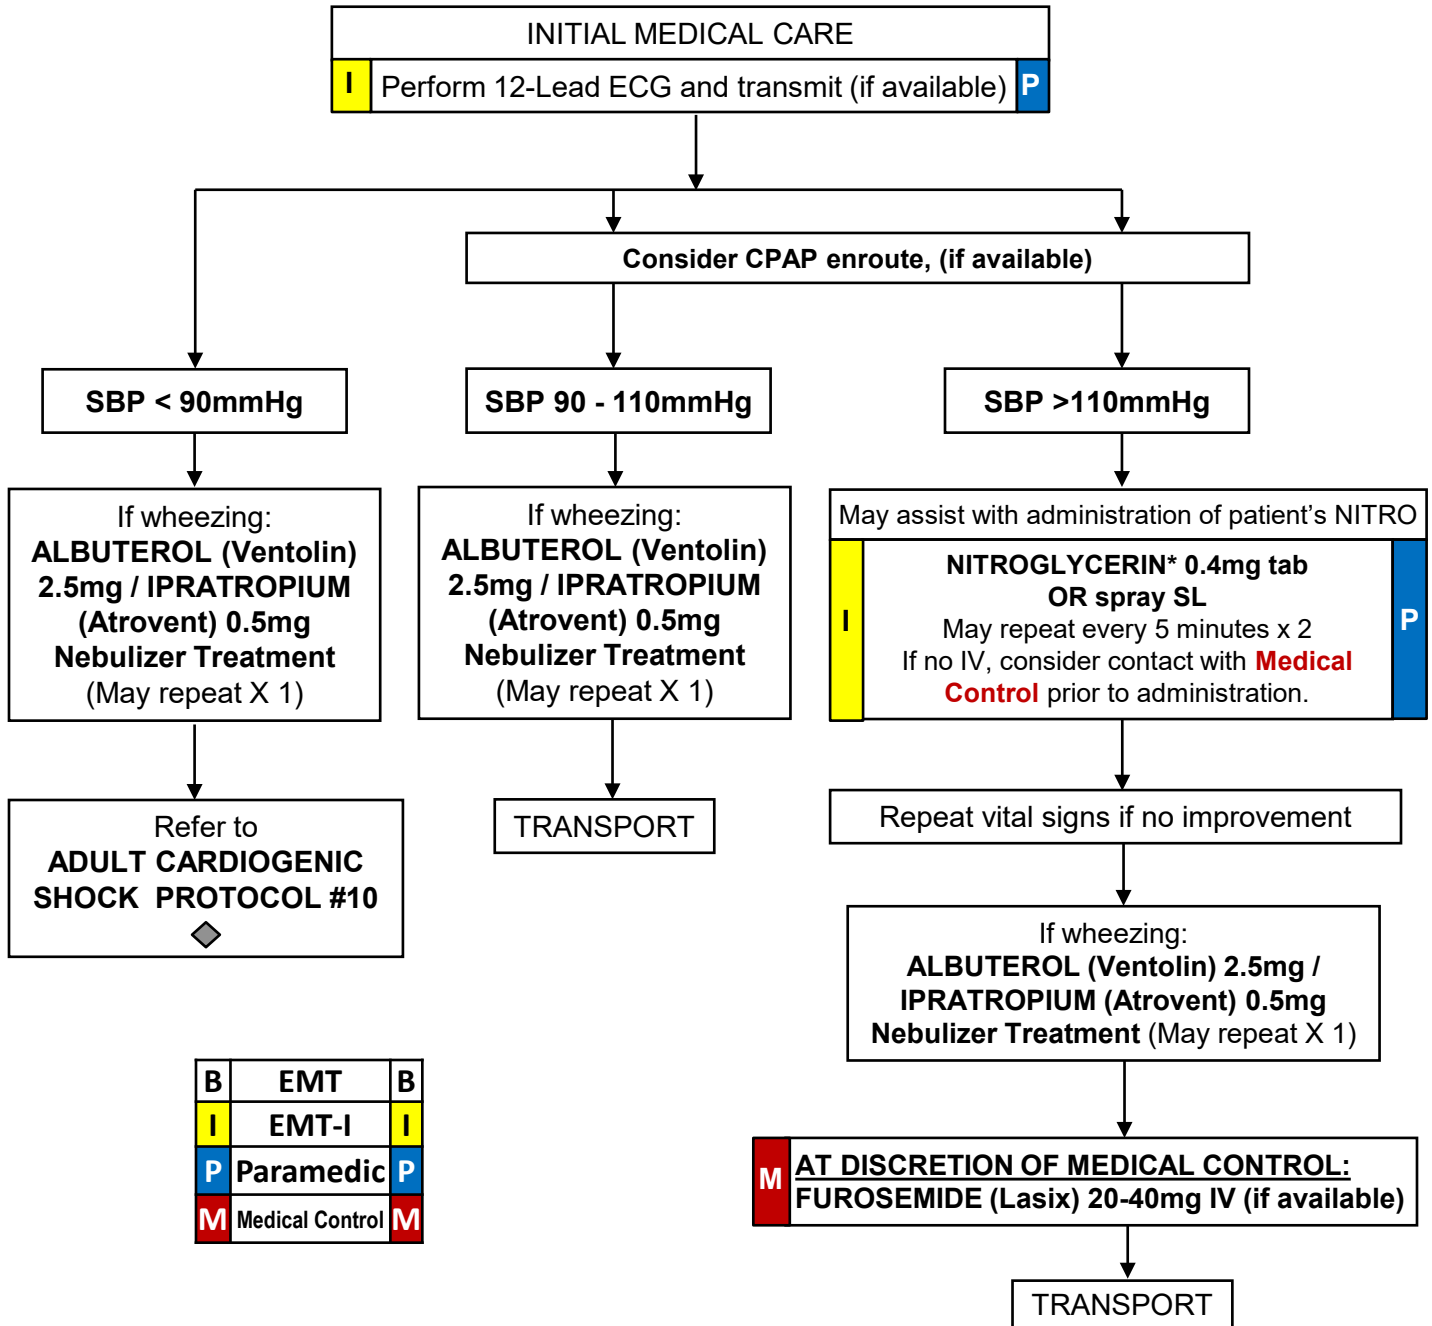 INITIAL MEDICAL CARE
I Perform 12-Lead ECG and transmit (if available) P
Consider CPAP enroute, (if available)
SBP < 90mmHg
If wheezing:
ALBUTEROL (Ventolin)
2.5mg / IPRATROPIUM
(Atrovent) 0.5mg
Nebulizer Treatment
(May repeat X 1)
Refer to
ADULT CARDIOGENIC
SHOCK PROTOCOL #10
SBP 90 - 110mmHg
If wheezing:
ALBUTEROL (Ventolin)
2.5mg / IPRATROPIUM
(Atrovent) 0.5mg
Nebulizer Treatment
(May repeat X 1)
TRANSPORT
SBP >110mmHg
May assist with administration of patient’s NITRO
NITROGLYCERIN* 0.4mg tab
OR spray SL
I May repeat every 5 minutes x 2 P
If no IV, consider contact with Medical
Control prior to administration.
Repeat vital signs if no improvement
If wheezing:
ALBUTEROL (Ventolin) 2.5mg /
IPRATROPIUM (Atrovent) 0.5mg
Nebulizer Treatment (May repeat X 1)
M AT DISCRETION OF MEDICAL CONTROL:
FUROSEMIDE (Lasix) 20-40mg IV (if available)
TRANSPORT
B EMT B
I EMT-I I
P Paramedic P
M Medical Control M